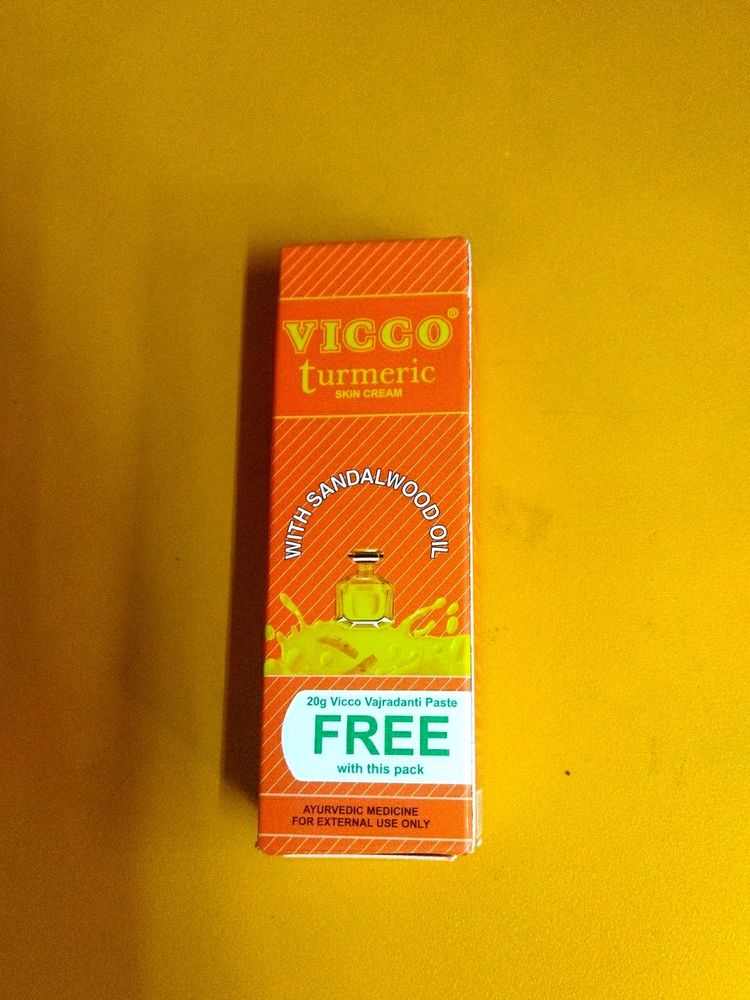 VICCO®
turmeric
SKIN CREAM
WITH SANDALWOOD OIL
20g Vicco Vajradanti Paste
FREE
with this pack
AYURVEDIC MEDICINE
FOR EXTERNAL USE ONLY